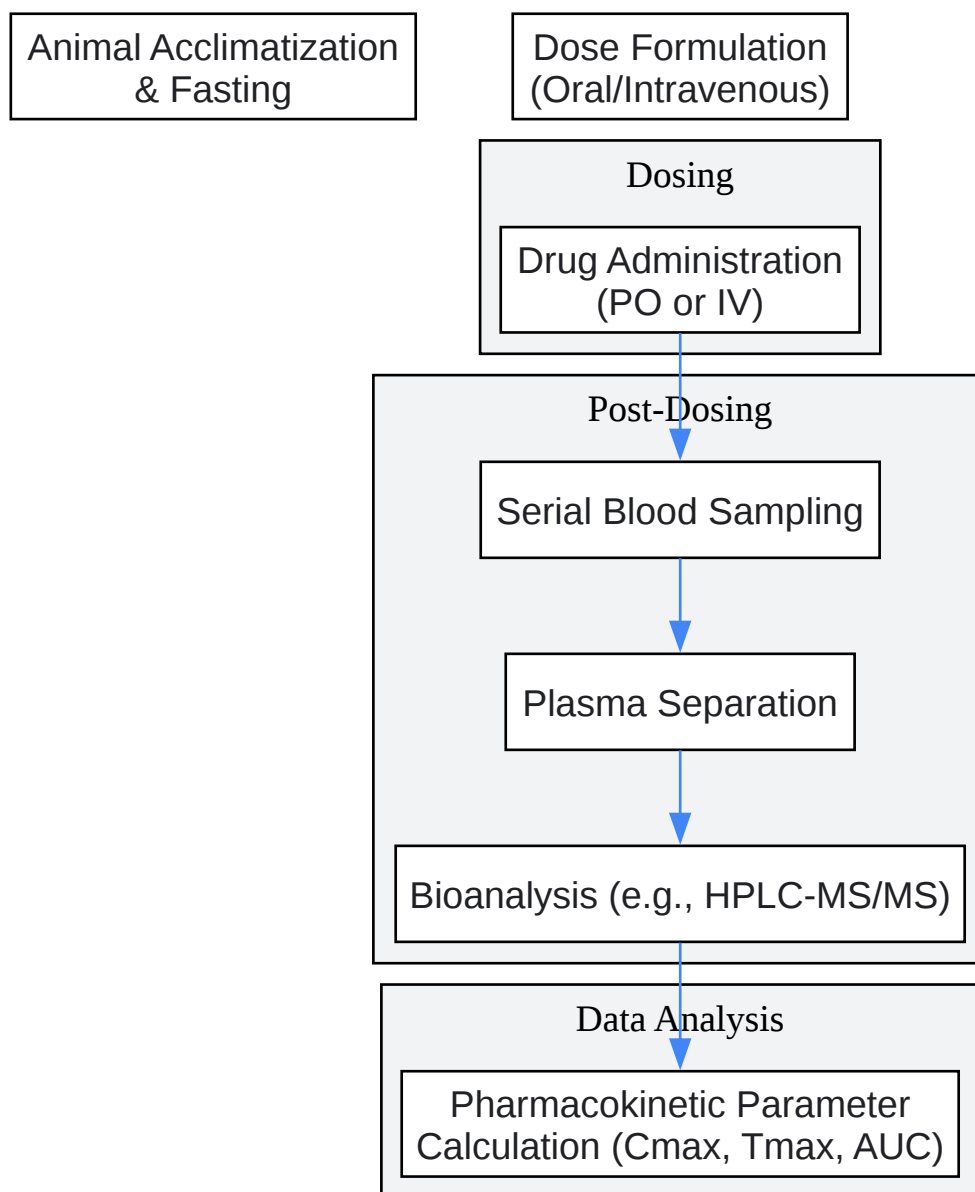 Animal Acclimatization
& Fasting
Dose Formulation
(Oral/Intravenous)
Dosing
Drug Administration
(PO or IV)
Post-Dosing
Serial Blood Sampling
Plasma Separation
Bioanalysis (e.g., HPLC-MS/MS)
Data Analysis
Pharmacokinetic Parameter
Calculation (Cmax, Tmax, AUC)